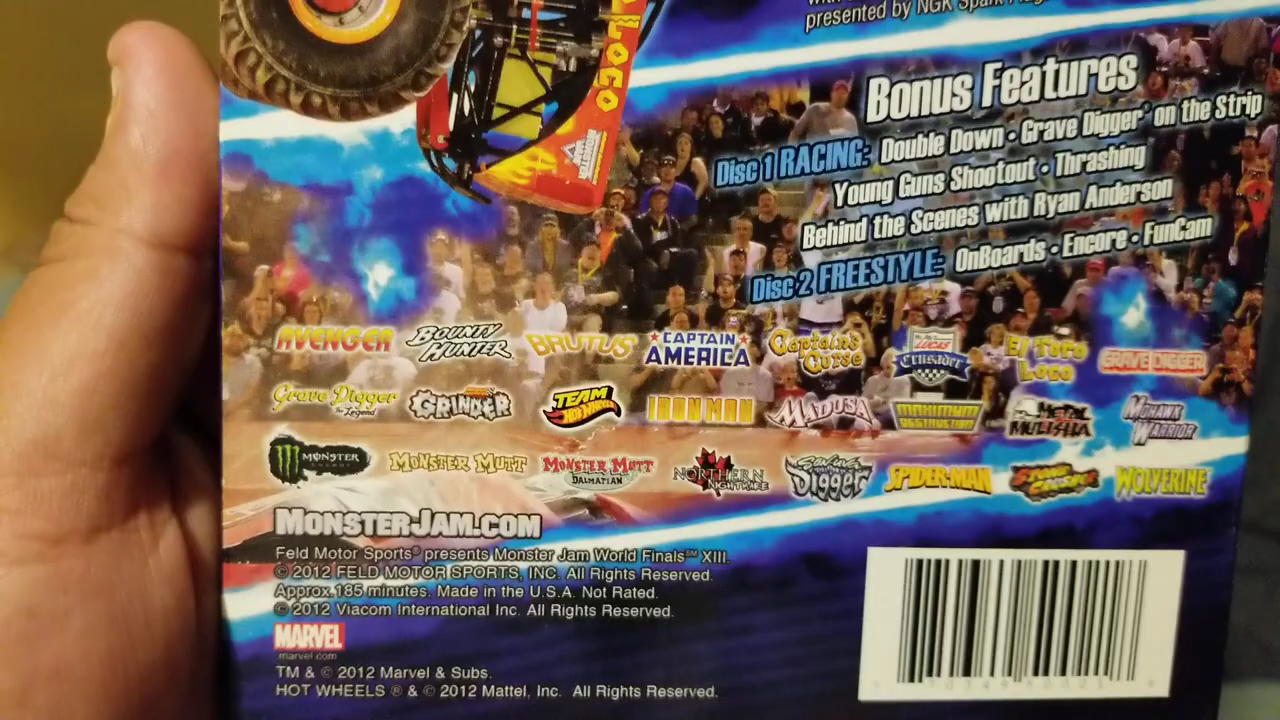 presented by NGK Spark
LOCO
Bonus Features
Disc 1 RACING: Double Down • Grave Digger® on the Strip
Young Guns Shootout • Thrashing
Behind the Scenes with Ryan Anderson
Disc 2 FREESTYLE: OnBoards • Encore • FunCam
AVENGER BOUNTY HUNTER BRUTUS CAPTAIN AMERICA Captain's Curse LUCAS Crusader El Toro Loco GRAVE DIGGER
Grave Digger The Legend GRINDER TEAM HOT WHEELS IRON MAN MADUSA MAXIMUM DESTRUCTION METAL MULISHA MOHAWK WARRIOR
MONSTER ENERGY MONSTER MUTT MONSTER MUTT DALMATIAN NORTHERN NIGHTMARE Digger SPIDER-MAN STONE CRUSHER WOLVERINE
MONSTERJAM.COM
Feld Motor Sports® presents Monster Jam World Finals℠ XIII.
© 2012 FELD MOTOR SPORTS, INC. All Rights Reserved.
Approx.185 minutes. Made in the U.S.A. Not Rated.
© 2012 Viacom International Inc. All Rights Reserved.
MARVEL
marvel.com
TM & © 2012 Marvel & Subs.
HOT WHEELS ® & © 2012 Mattel, Inc. All Rights Reserved.